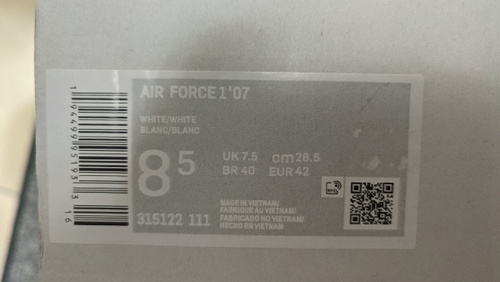 AIR FORCE 1 '07
WHITE/WHITE
BLANC/BLANC
8 5
UK 7.5 cm 26.5
BR 40 EUR 42
315122 111
MADE IN VIETNAM/
FABRIQUE AU VIETNAM/
FABRICADO NO VIETNAM/
HECHO EN VIETNAM